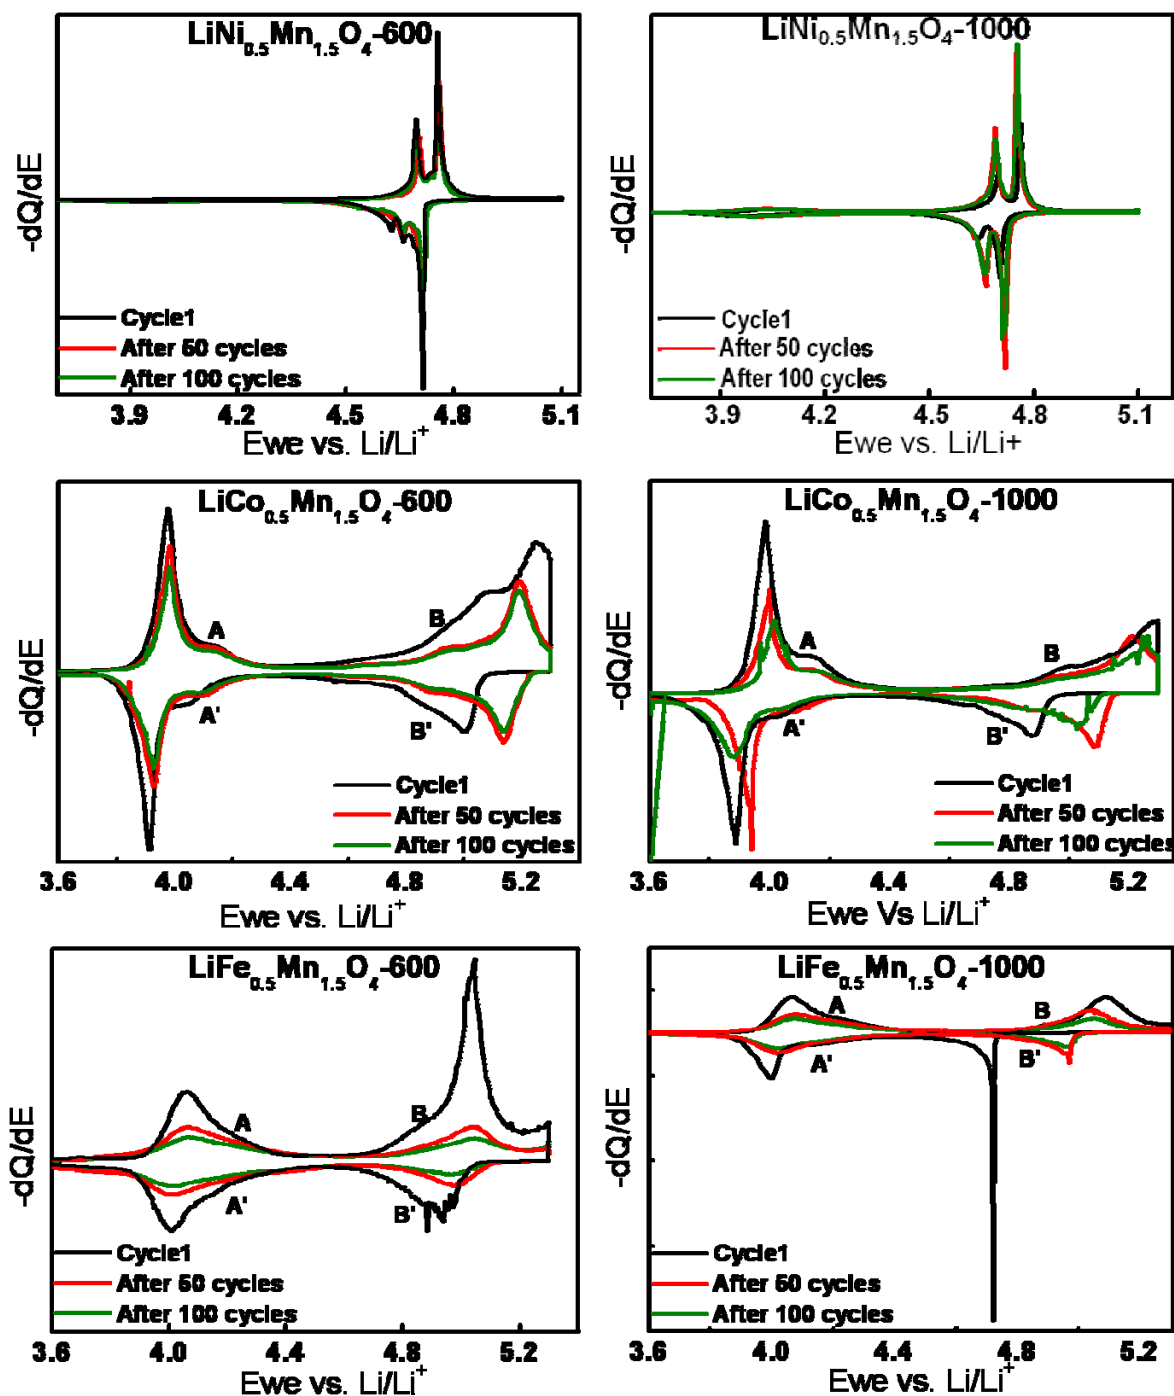 LiNi0.5Mn1.5O4-600
-dQ/dE
Cycle1
After 50 cycles
After 100 cycles
3.9 4.2 4.5 4.8 5.1
Ewe vs. Li/Li+
LiNi0.5Mn1.5O4-1000
-dQ/dE
Cycle1
After 50 cycles
After 100 cycles
3.9 4.2 4.5 4.8 5.1
Ewe vs. Li/Li+
LiCo0.5Mn1.5O4-600
-dQ/dE
A
B
A'
B'
Cycle1
After 50 cycles
After 100 cycles
3.6 4.0 4.4 4.8 5.2
Ewe vs. Li/Li+
LiCo0.5Mn1.5O4-1000
-dQ/dE
A
B
A'
B'
Cycle1
After 50 cycles
After 100 cycles
3.6 4.0 4.4 4.8 5.2
Ewe Vs Li/Li+
LiFe0.5Mn1.5O4-600
-dQ/dE
A
B
A'
B'
Cycle1
After 50 cycles
After 100 cycles
3.6 4.0 4.4 4.8 5.2
Ewe vs. Li/Li+
LiFe0.5Mn1.5O4-1000
-dQ/dE
A
B
A'
B'
Cycle1
After 50 cycles
After 100 cycles
3.6 4.0 4.4 4.8 5.2
Ewe vs. Li/Li+